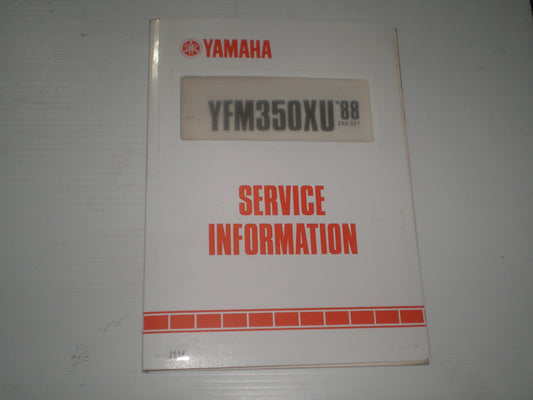 YAMAHA
YFM350XU '88
SERVICE
INFORMATION